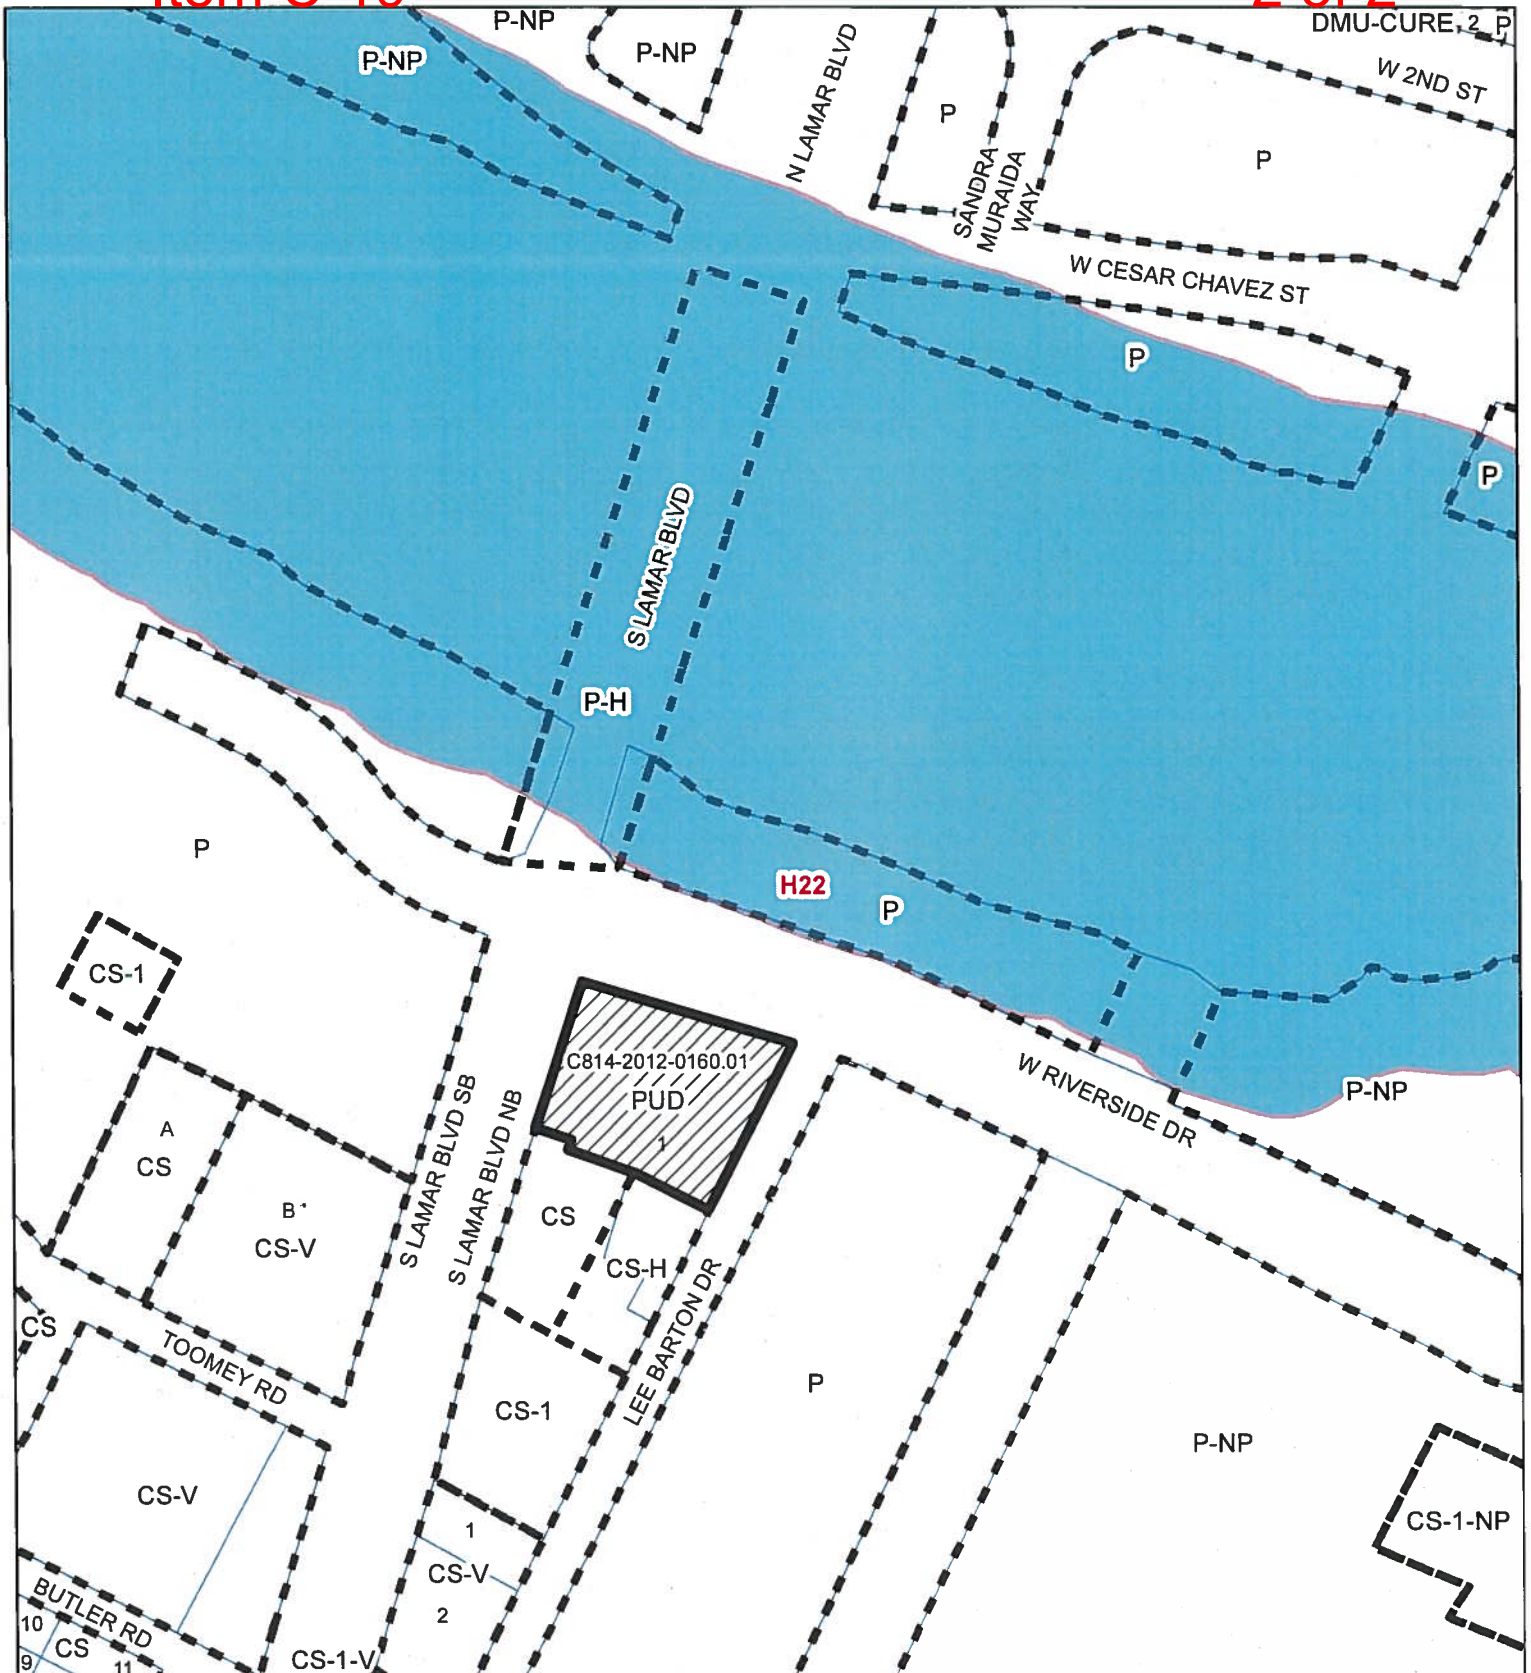 P-NP
DMU-CURE, 2 P
P-NP
P-NP
W 2ND ST
N LAMAR BLVD
P
P
SANDRA
MURAIDA
WAY
W CESAR CHAVEZ ST
P
P
S LAMAR BLVD
P-H
P
H22
P
CS-1
C814-2012-0160.01
PUD
1
W RIVERSIDE DR
P-NP
A
CS
B
CS-V
S LAMAR BLVD SB
S LAMAR BLVD NB
CS
CS-H
LEE BARTON DR
CS
TOOMEY RD
CS-1
P
P-NP
CS-V
CS-1-NP
1
CS-V
2
BUTLER RD
10
CS
9
11
CS-1-V